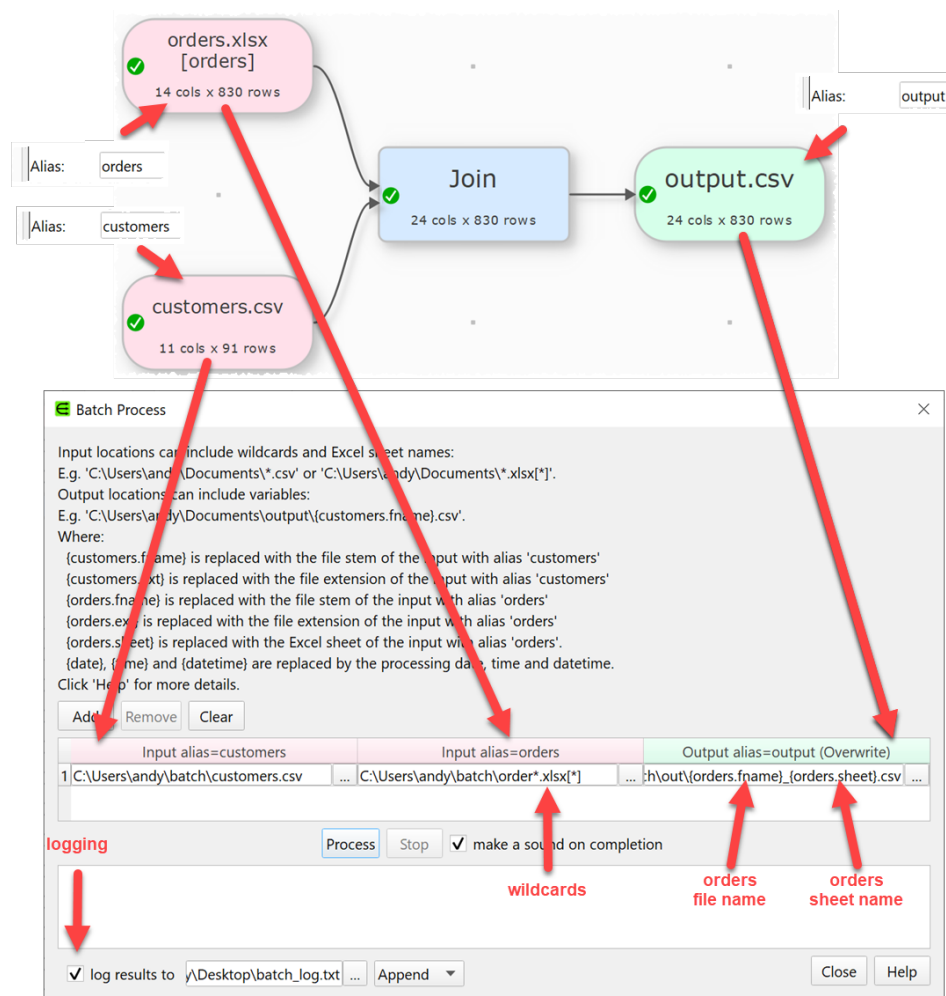 orders.xlsx
[orders]
14 cols x 830 rows
Alias: output
Alias: orders
Join
24 cols x 830 rows
output.csv
24 cols x 830 rows
Alias: customers
customers.csv
11 cols x 91 rows
Batch Process
Input locations can include wildcards and Excel sheet names:
E.g. 'C:\Users\andy\Documents\*.csv' or 'C:\Users\andy\Documents\*.xlsx[*]'.
Output locations can include variables:
E.g. 'C:\Users\andy\Documents\output\{customers.fname}.csv'.
Where:
{customers.fname} is replaced with the file stem of the input with alias 'customers'
{customers.ext} is replaced with the file extension of the input with alias 'customers'
{orders.fname} is replaced with the file stem of the input with alias 'orders'
{orders.ext} is replaced with the file extension of the input with alias 'orders'
{orders.sheet} is replaced with the Excel sheet of the input with alias 'orders'.
{date}, {time} and {datetime} are replaced by the processing date, time and datetime.
Click 'Help' for more details.
Add Remove Clear
Input alias=customers Input alias=orders Output alias=output (Overwrite)
1 C:\Users\andy\batch\customers.csv ... C:\Users\andy\batch\order*.xlsx[*] ... :h\out\{orders.fname}_{orders.sheet}.csv ...
logging
Process Stop make a sound on completion
wildcards
orders
file name
orders
sheet name
log results to y\Desktop\batch_log.txt ... Append
Close Help